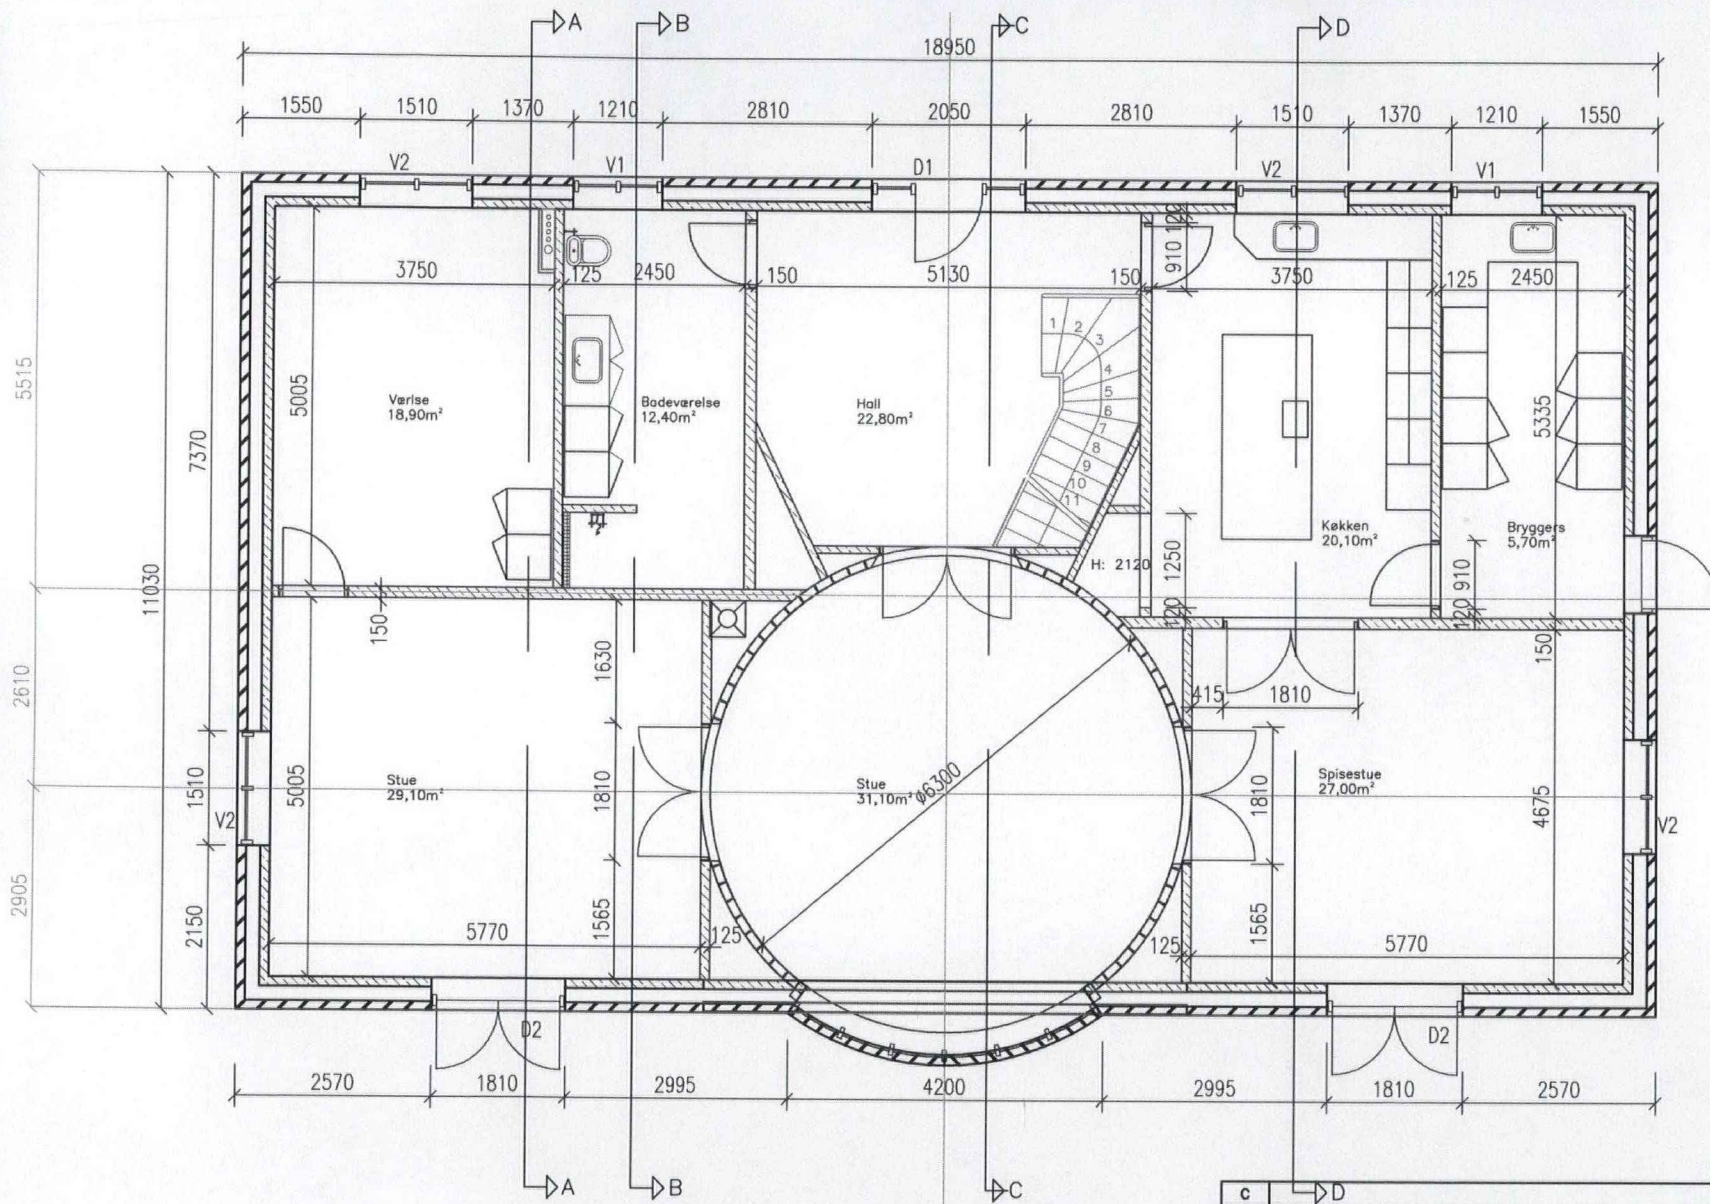 A B C D
18950
1550 1510 1370 1210 2810 2050 2810 1510 1370 1210 1550
V2 V1 D1 V2 V1
120
910
3750 125 2450 150 5130 150 3750 125 2450
1
2
3
4
5
6
7
8
9
10
11
5515
7370
11030
5005
Værlse
18,90m²
Badeværelse
12,40m²
Hall
22,80m²
5335
Køkken
20,10m²
Bryggers
5,70m²
H: 2120
1250
120
910
120
150
1630
150
415 1810
2610
1510
V2
5005
Stue
29,10m²
1810
Stue
31,10m²
ø6300
1810
Spisestue
27,00m²
4675
V2
2905
2150
5770
1565
125
125
1565
5770
D2 D2
2570 1810 2995 4200 2995 1810 2570
A B C D
c